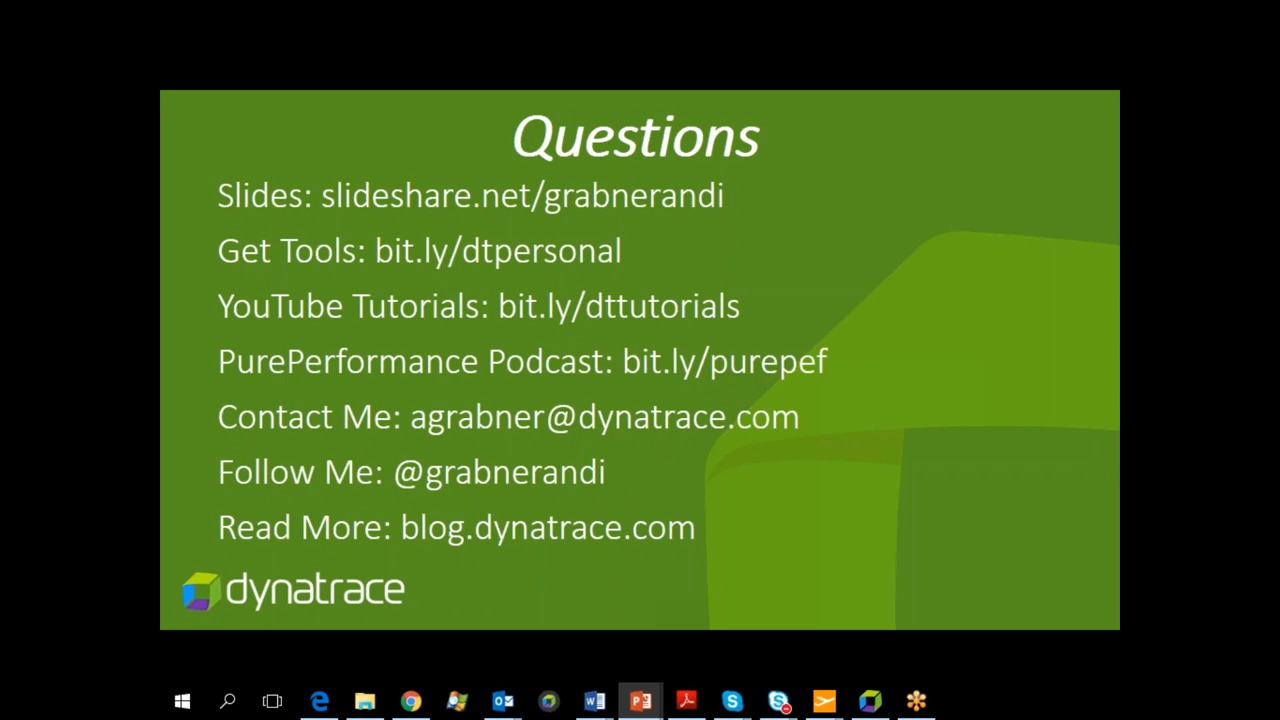 Questions
Slides: slideshare.net/grabnerandi
Get Tools: bit.ly/dtpersonal
YouTube Tutorials: bit.ly/dttutorials
PurePerformance Podcast: bit.ly/purepef
Contact Me: agrabner@dynatrace.com
Follow Me: @grabnerandi
Read More: blog.dynatrace.com
dynatrace